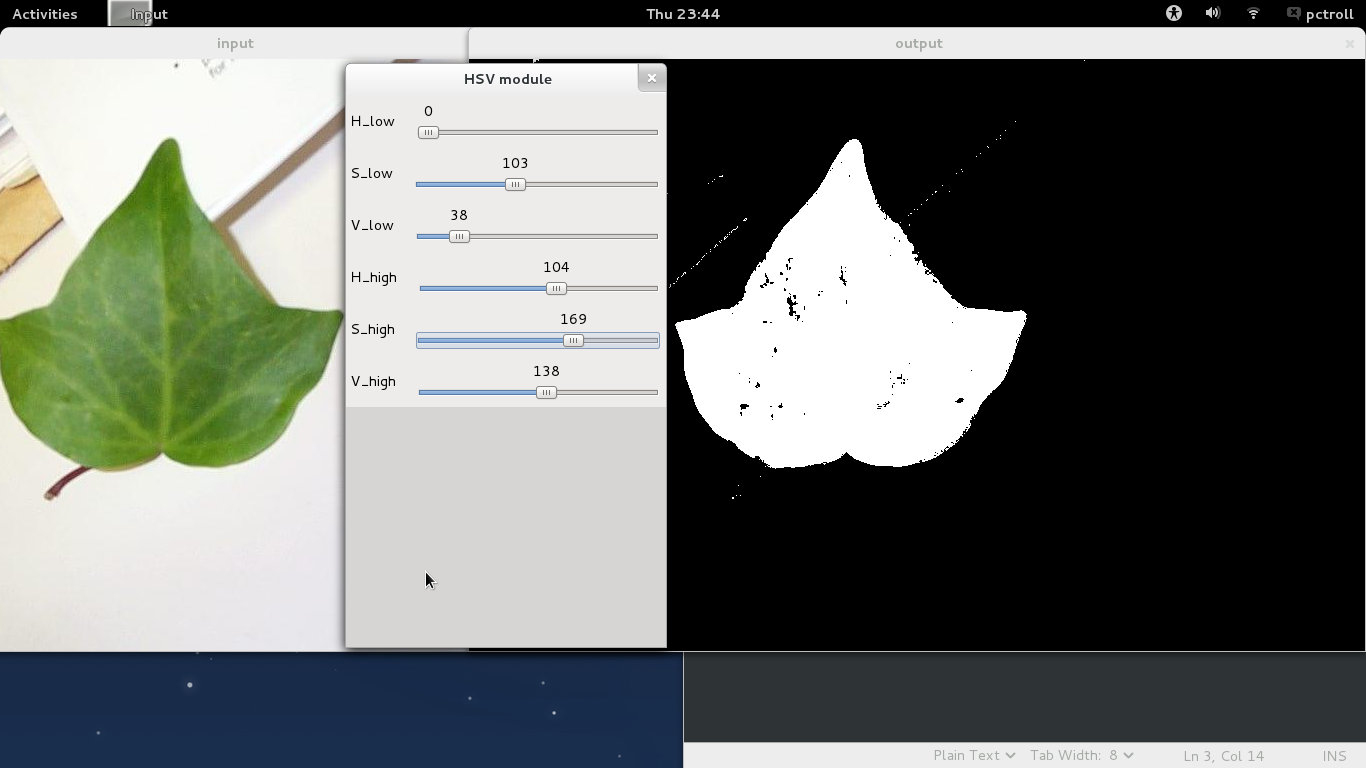 Activities
Input
Thu 23:44
pctroll
input
output
HSV module
H_low
0
S_low
103
V_low
38
H_high
104
S_high
169
V_high
138
Plain Text
Tab Width: 8
Ln 3, Col 14
INS